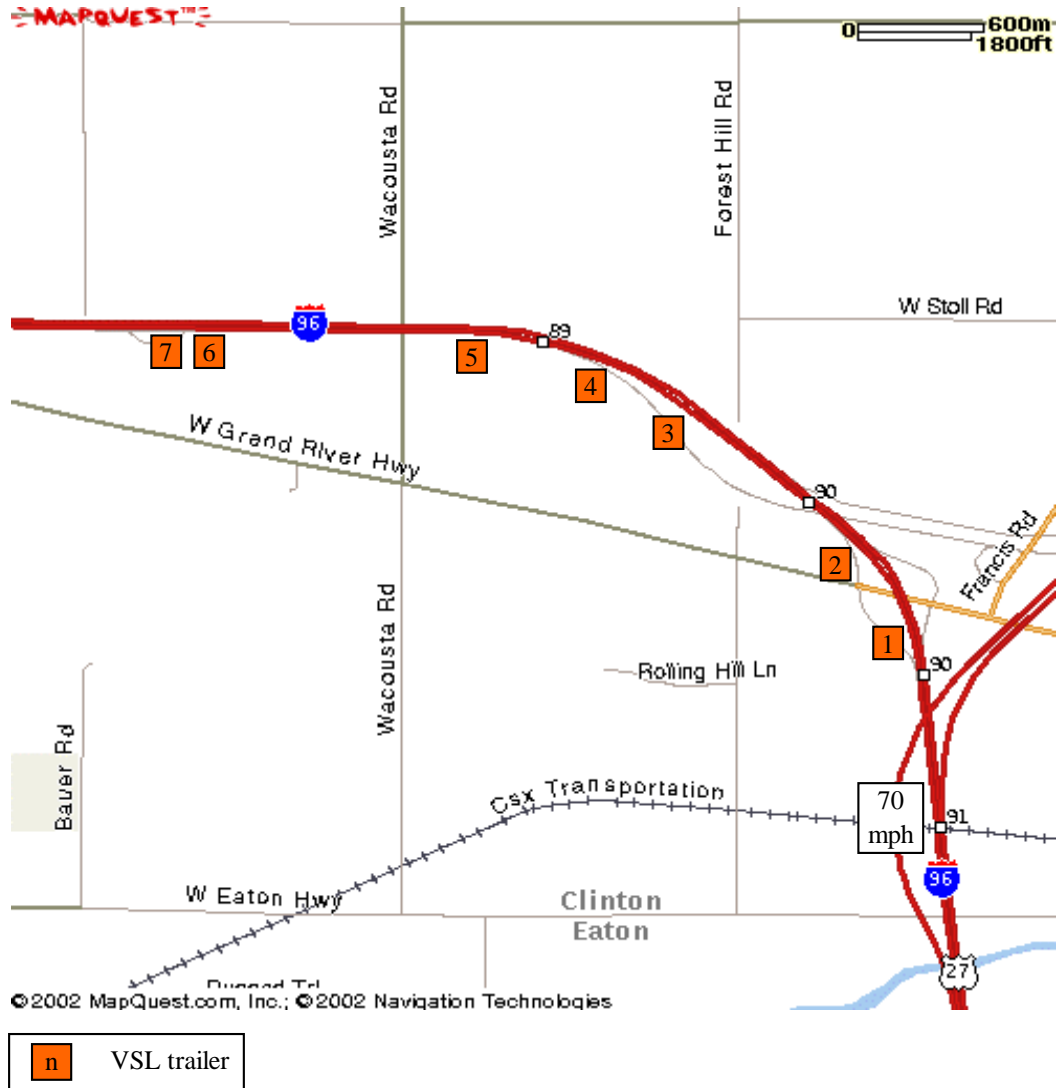 MAPQUEST™
0
600m
1800ft
Wacousta Rd
Forest Hill Rd
W Stoll Rd
96
89
7
6
5
4
3
W Grand River Hwy
90
2
Francis Rd
1
90
Rolling Hill Ln
Wacousta Rd
Bauer Rd
Csx Transportation
70
mph
91
96
W Eaton Hwy
Clinton
Eaton
27
©2002 MapQuest.com, Inc.; ©2002 Navigation Technologies
n VSL trailer